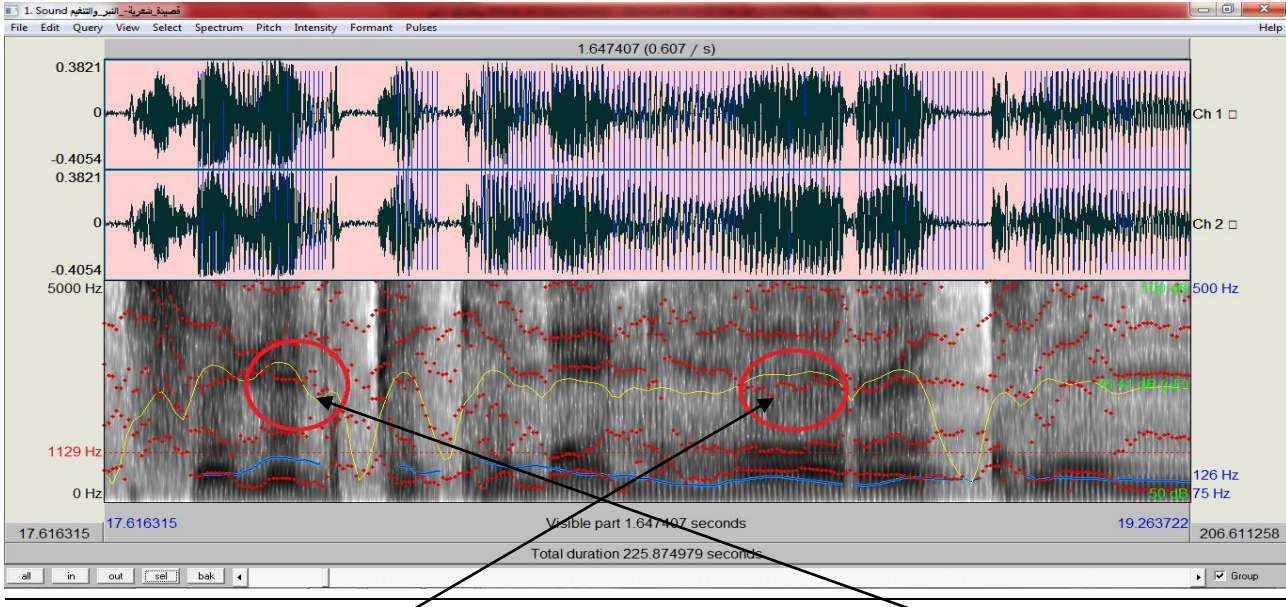 1. Sound قصيدة_شعرية-_النبر_والتنغيم
File Edit Query View Select Spectrum Pitch Intensity Formant Pulses Help
1.647407 (0.607 / s)
0.3821
0
-0.4054
Ch 1
0.3821
0
-0.4054
Ch 2
5000 Hz
100 dB
500 Hz
1129 Hz
126 Hz
0 Hz
50 dB
75 Hz
17.616315
17.616315
Visible part 1.647407 seconds
19.263722
206.611258
Total duration 225.874979 seconds
all in out sel bak
Group